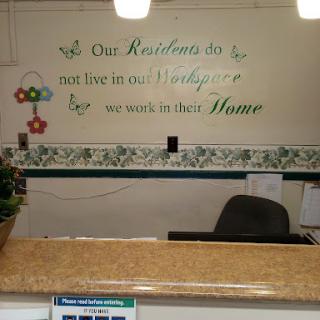 Our Residents do
not live in our Workspace
we work in their Home
Please read before entering.
IF YOU HAVE